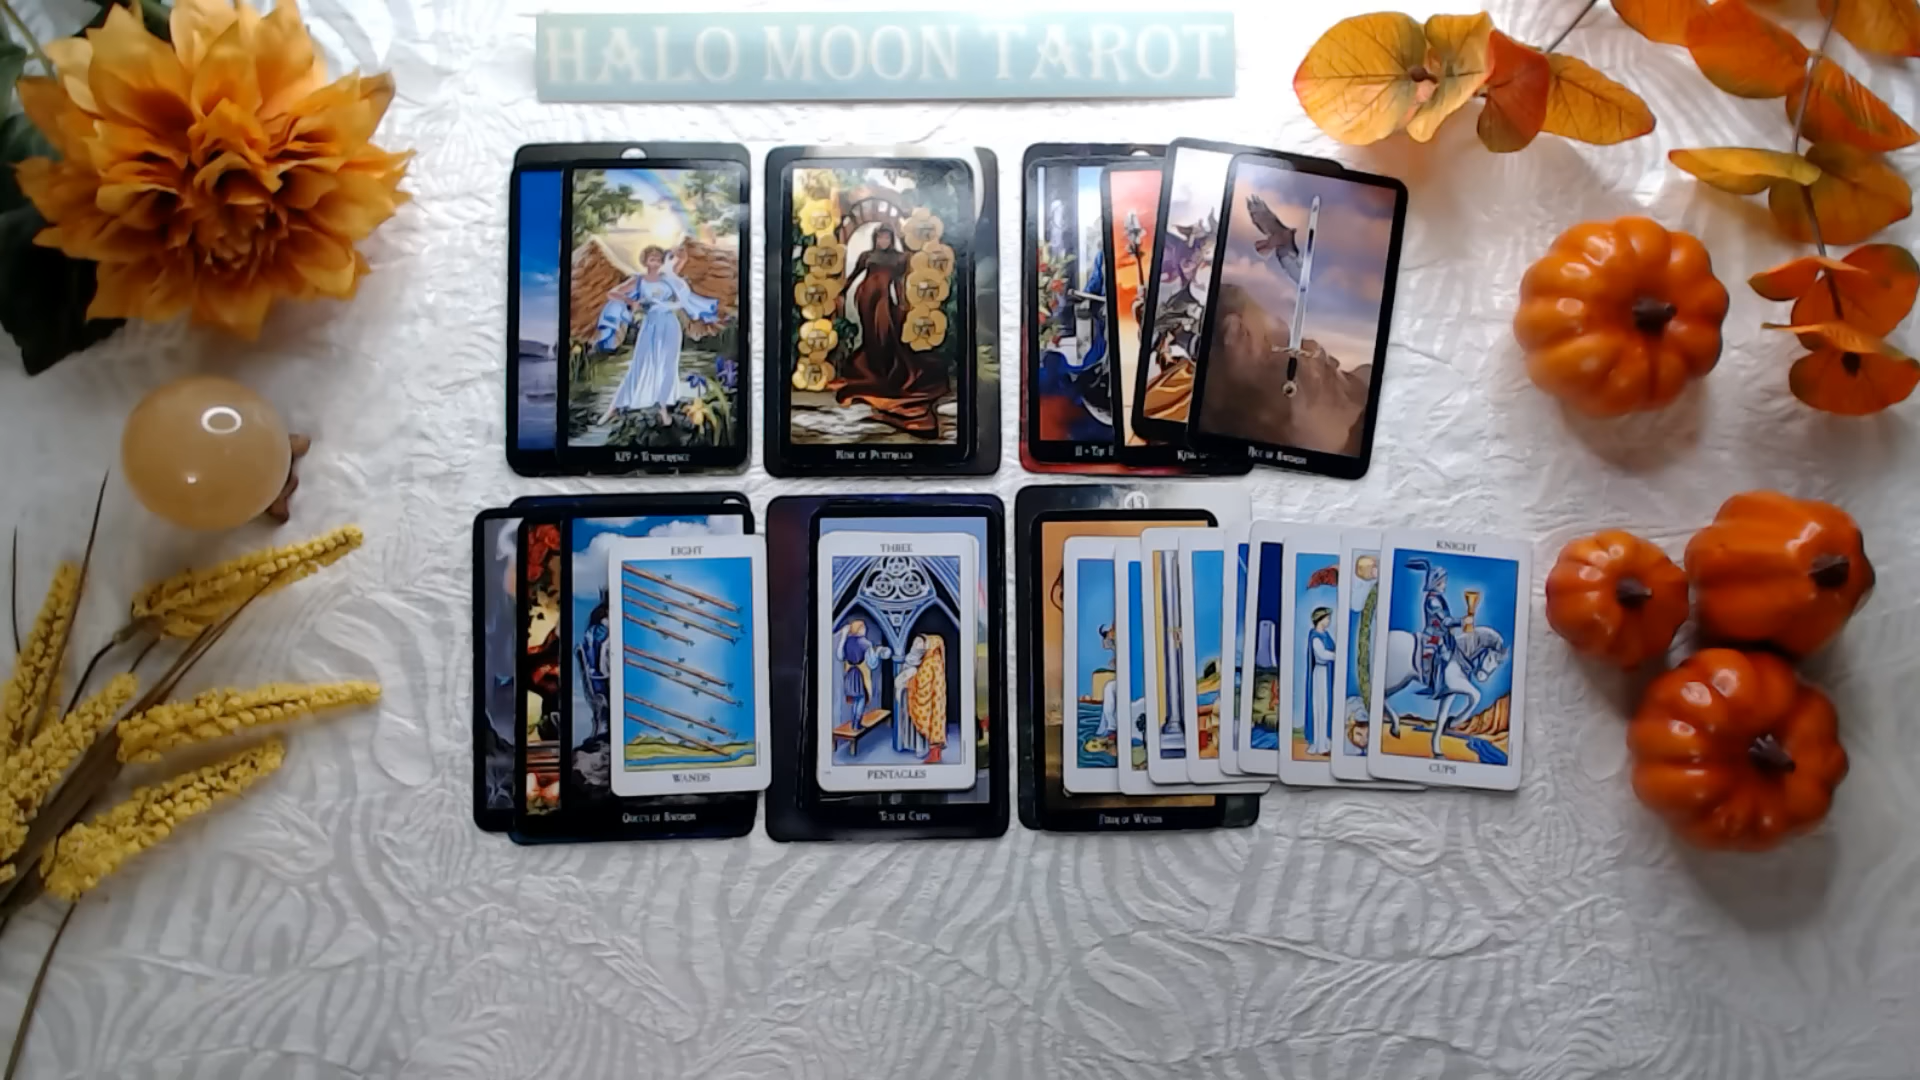 HALO MOON TAROT
XIV • TEMPERANCE
OF PENTACLES
ACE OF SWORDS
13
EIGHT
WANDS
QUEEN OF SWORDS
THREE
PENTACLES
TEN OF CUPS
KNIGHT
CUPS